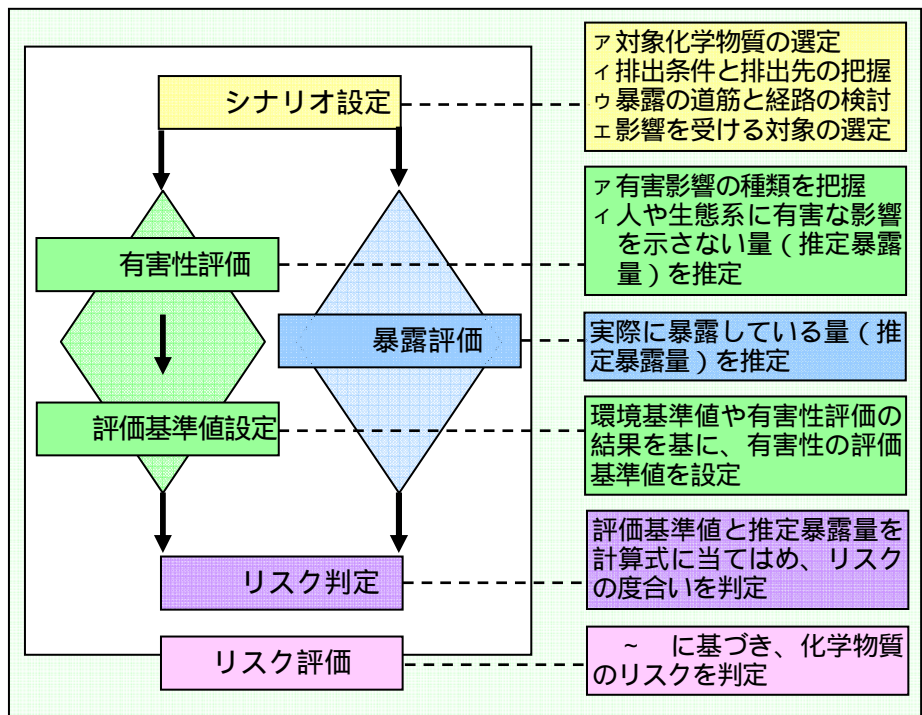 シナリオ設定
ア対象化学物質の選定
ィ排出条件と排出先の把握
ゥ暴露の道筋と経路の検討
ェ影響を受ける対象の選定
有害性評価
ァ有害影響の種類を把握
ィ人や生態系に有害な影響
を示さない量(推定暴露
量)を推定
暴露評価
実際に暴露している量(推
定暴露量)を推定
評価基準値設定
環境基準値や有害性評価の
結果を基に、有害性の評価
基準値を設定
リスク判定
評価基準値と推定暴露量を
計算式に当てはめ、リスク
の度合いを判定
リスク評価
~ に基づき、化学物質
のリスクを判定